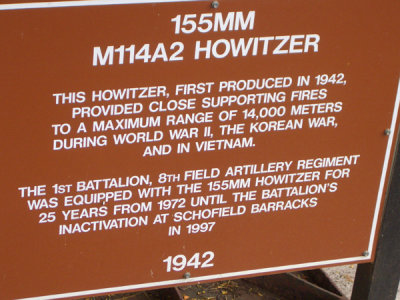 155MM
M114A2 HOWITZER
THIS HOWITZER, FIRST PRODUCED IN 1942,
PROVIDED CLOSE SUPPORTING FIRES
TO A MAXIMUM RANGE OF 14,000 METERS
DURING WORLD WAR II, THE KOREAN WAR,
AND IN VIETNAM.
THE 1ST BATTALION, 8TH FIELD ARTILLERY REGIMENT
WAS EQUIPPED WITH THE 155MM HOWITZER FOR
25 YEARS FROM 1972 UNTIL THE BATTALION'S
INACTIVATION AT SCHOFIELD BARRACKS
IN 1997
1942